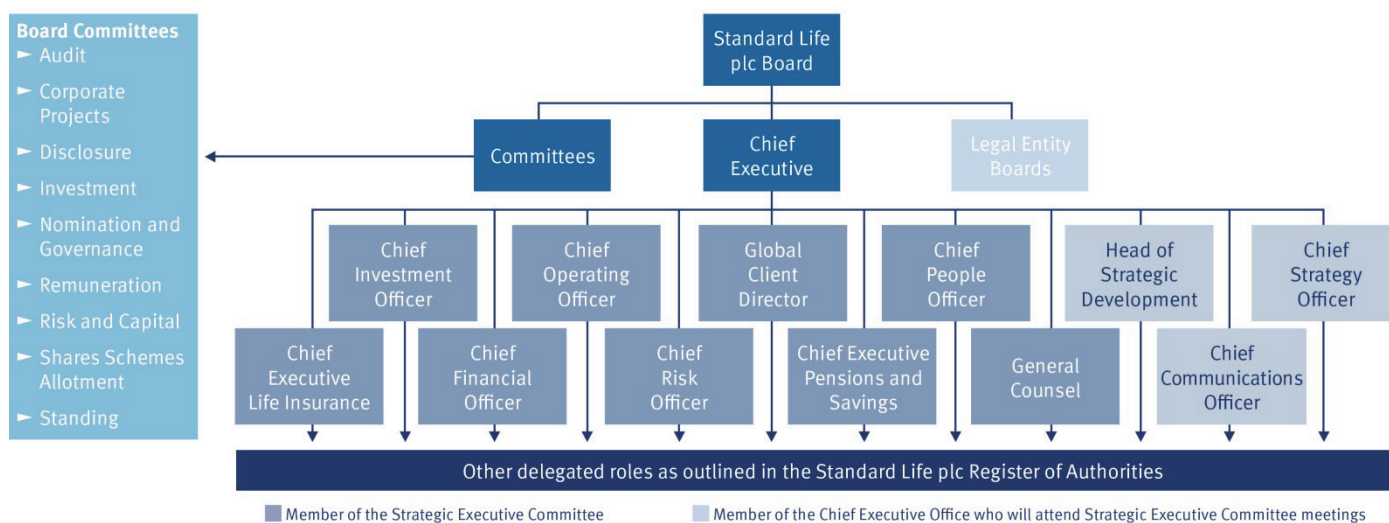 Board Committees
► Audit
► Corporate
Projects
► Disclosure
► Investment
► Nomination and
Governance
► Remuneration
► Risk and Capital
► Shares Schemes
Allotment
► Standing
Standard Life
plc Board
Committees
Chief
Executive
Legal Entity
Boards
Chief
Investment
Officer
Chief
Operating
Officer
Global
Client
Director
Chief
People
Officer
Head of
Strategic
Development
Chief
Strategy
Officer
Chief
Executive
Life Insurance
Chief
Financial
Officer
Chief
Risk
Officer
Chief Executive
Pensions and
Savings
General
Counsel
Chief
Communications
Officer
Other delegated roles as outlined in the Standard Life plc Register of Authorities
Member of the Strategic Executive Committee
Member of the Chief Executive Office who will attend Strategic Executive Committee meetings